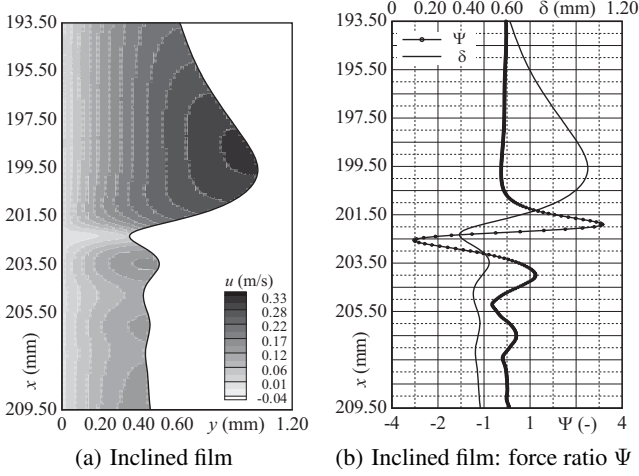 193.50
195.50
197.50
199.50
201.50
203.50
205.50
x (mm)
209.50
0 0.20 0.40 0.60 y (mm) 1.20
u (m/s)
0.33
0.28
0.23
0.17
0.12
0.06
0.01
-0.04
(a) Inclined film
0 0.20 0.60 δ (mm) 1.20
193.50
195.50
197.50
199.50
201.50
203.50
205.50
x (mm)
209.50
Ψ
δ
-4 -1 1 Ψ (-) 4
(b) Inclined film: force ratio Ψ